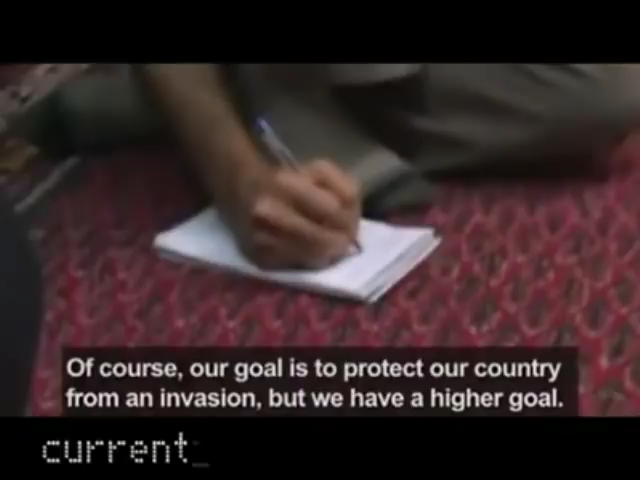 Of course, our goal is to protect our country
from an invasion, but we have a higher goal.
current_